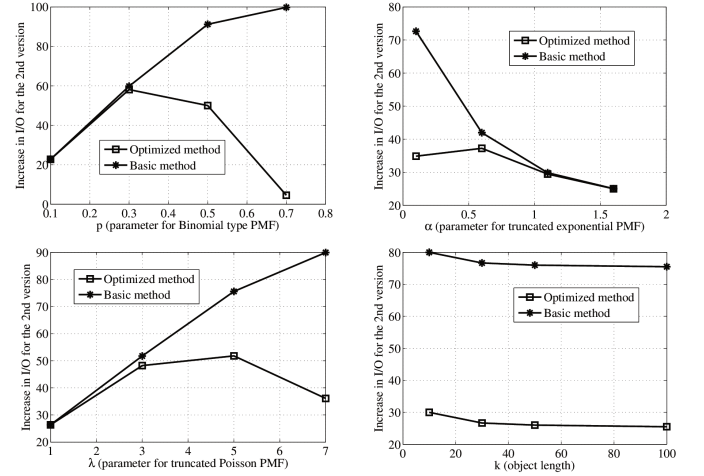 Increase in I/O for the 2nd version
100
80
60
40
20
0
Optimized method
Basic method
0.1 0.2 0.3 0.4 0.5 0.6 0.7 0.8
p (parameter for Binomial type PMF)
Increase in I/O for the 2nd version
80
70
60
50
40
30
20
Optimized method
Basic method
0 0.5 1 1.5 2
α (parameter for truncated exponential PMF)
Increase in I/O for the 2nd version
90
80
70
60
50
40
30
20
Optimized method
Basic method
1 2 3 4 5 6 7
λ (parameter for truncated Poisson PMF)
Increase in I/O for the 2nd version
80
70
60
50
40
30
20
Optimized method
Basic method
0 20 40 60 80 100
k (object length)